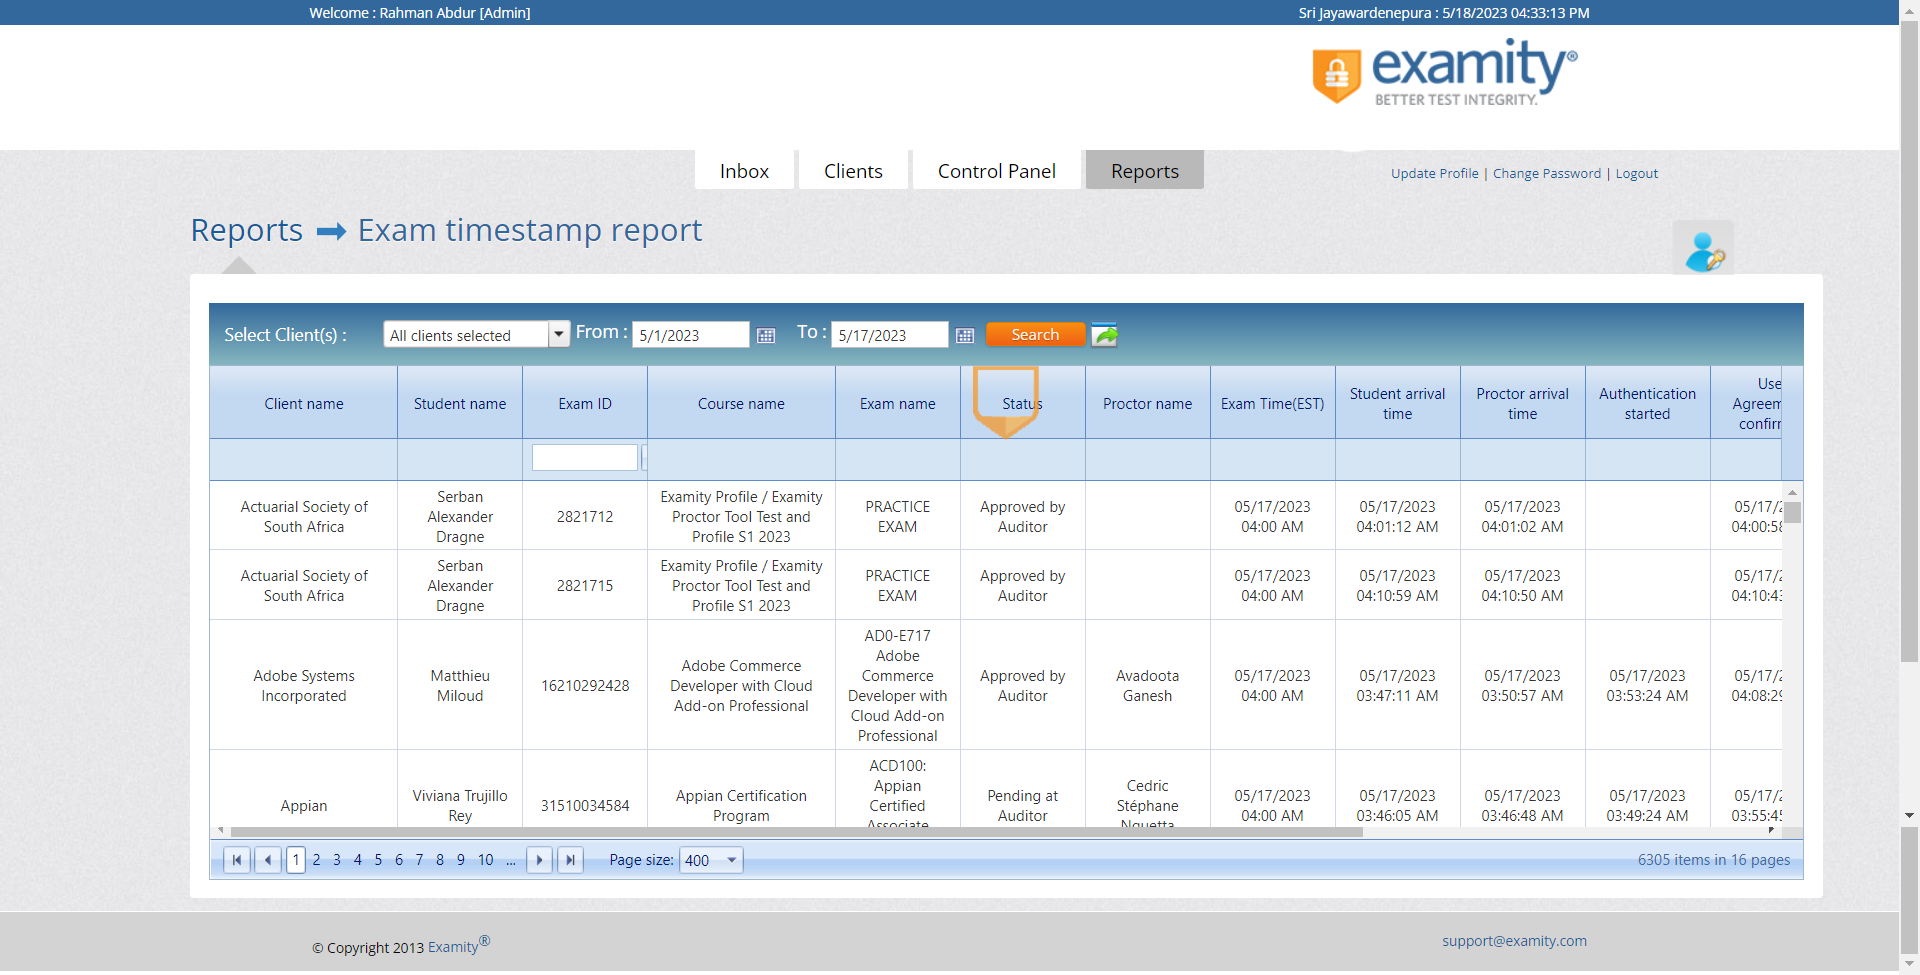 Welcome : Rahman Abdur [Admin]
Sri Jayawardenepura : 5/18/2023 04:33:13 PM
examity®
BETTER TEST INTEGRITY.
Inbox
Clients
Control Panel
Reports
Update Profile | Change Password | Logout
Reports
Exam timestamp report
Select Client(s) :
All clients selected
From :
5/1/2023
To :
5/17/2023
Search
Client name
Student name
Exam ID
Course name
Exam name
Status
Proctor name
Exam Time(EST)
Student arrival
time
Proctor arrival
time
Authentication
started
Use
Agreem
confir
Actuarial Society of
South Africa
Serban
Alexander
Dragne
2821712
Examity Profile / Examity
Proctor Tool Test and
Profile S1 2023
PRACTICE
EXAM
Approved by
Auditor
05/17/2023
04:00 AM
05/17/2023
04:01:12 AM
05/17/2023
04:01:02 AM
05/17/2
04:00:58
Actuarial Society of
South Africa
Serban
Alexander
Dragne
2821715
Examity Profile / Examity
Proctor Tool Test and
Profile S1 2023
PRACTICE
EXAM
Approved by
Auditor
05/17/2023
04:00 AM
05/17/2023
04:10:59 AM
05/17/2023
04:10:50 AM
05/17/2
04:10:43
Adobe Systems
Incorporated
Matthieu
Miloud
16210292428
Adobe Commerce
Developer with Cloud
Add-on Professional
AD0-E717
Adobe
Commerce
Developer with
Cloud Add-on
Professional
Approved by
Auditor
Avadoota
Ganesh
05/17/2023
04:00 AM
05/17/2023
03:47:11 AM
05/17/2023
03:50:57 AM
05/17/2023
03:53:24 AM
05/17/2
04:08:29
Appian
Viviana Trujillo
Rey
31510034584
Appian Certification
Program
ACD100:
Appian
Certified
Associate
Pending at
Auditor
Cedric
Stéphane
Nguetta
05/17/2023
04:00 AM
05/17/2023
03:46:05 AM
05/17/2023
03:46:48 AM
05/17/2023
03:49:24 AM
05/17/2
03:55:45
1 2 3 4 5 6 7 8 9 10 ...
Page size:
400
6305 items in 16 pages
© Copyright 2013 Examity®
support@examity.com